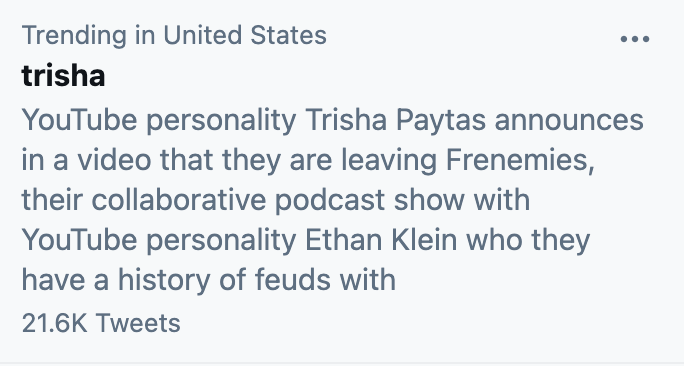 Trending in United States
trisha
YouTube personality Trisha Paytas announces
in a video that they are leaving Frenemies,
their collaborative podcast show with
YouTube personality Ethan Klein who they
have a history of feuds with
21.6K Tweets